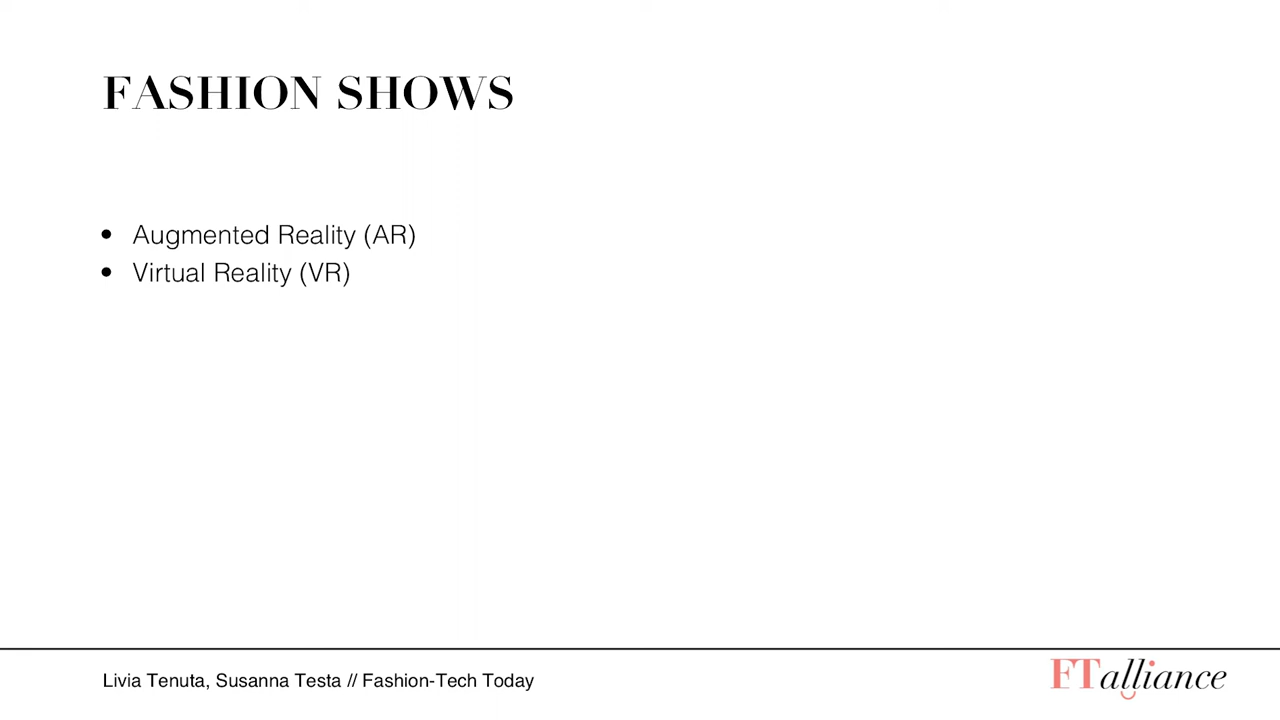 FASHION SHOWS
• Augmented Reality (AR)
• Virtual Reality (VR)
Livia Tenuta, Susanna Testa // Fashion-Tech Today
FTalliance